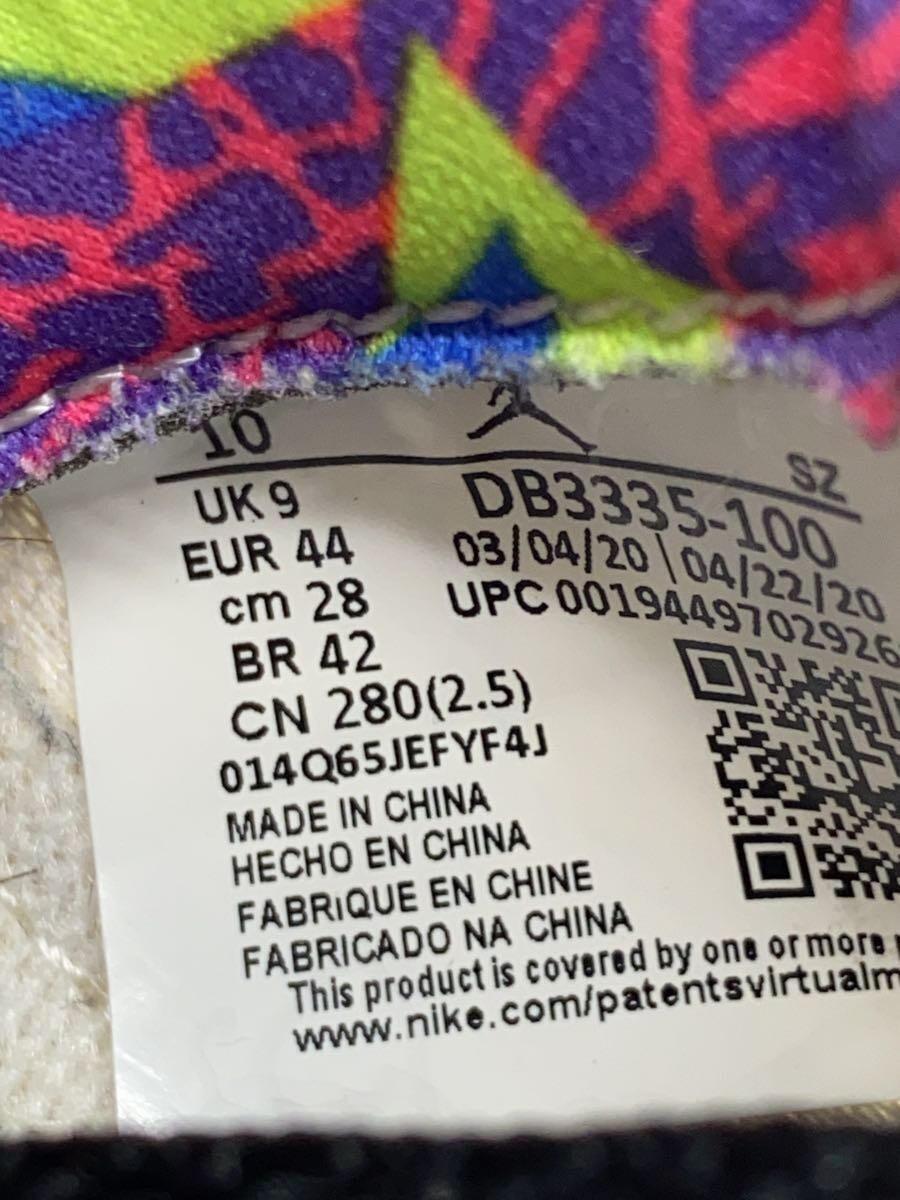 10
SZ
UK 9
EUR 44
cm 28
BR 42
CN 280(2.5)
014Q65JEFYF4J
DB3335-100
03/04/20 \ 04/22/20
UPC 00194497029264
MADE IN CHINA
HECHO EN CHINA
FABRIQUE EN CHINE
FABRICADO NA CHINA
This product is covered by one or more
www.nike.com/patentsvirtualm